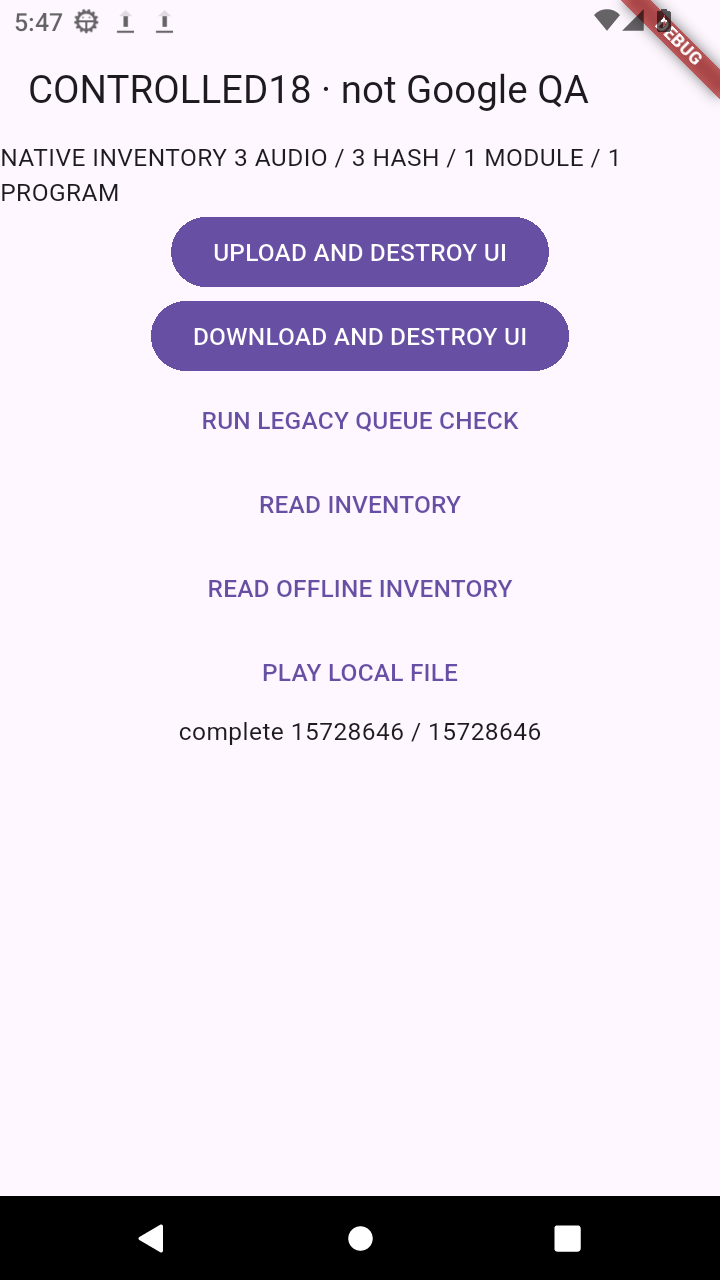 5:47
DEBUG
CONTROLLED18 · not Google QA
NATIVE INVENTORY 3 AUDIO / 3 HASH / 1 MODULE / 1
PROGRAM
UPLOAD AND DESTROY UI
DOWNLOAD AND DESTROY UI
RUN LEGACY QUEUE CHECK
READ INVENTORY
READ OFFLINE INVENTORY
PLAY LOCAL FILE
complete 15728646 / 15728646